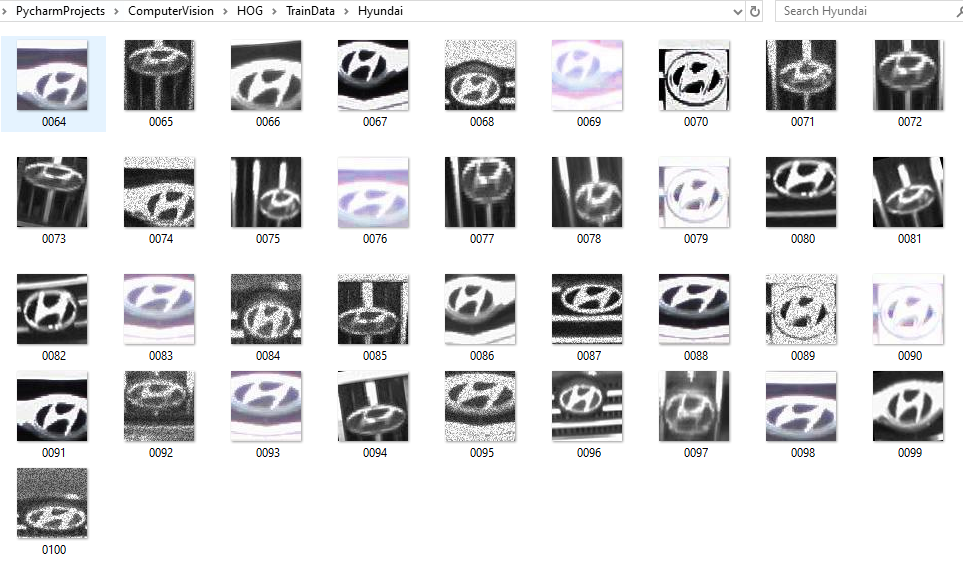 PycharmProjects > ComputerVision > HOG > TrainData > Hyundai
Search Hyundai
0064 0065 0066 0067 0068 0069 0070 0071 0072
0073 0074 0075 0076 0077 0078 0079 0080 0081
0082 0083 0084 0085 0086 0087 0088 0089 0090
0091 0092 0093 0094 0095 0096 0097 0098 0099
0100